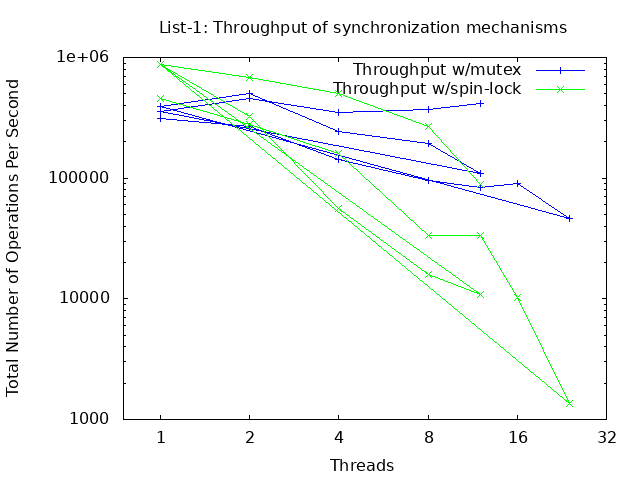 List-1: Throughput of synchronization mechanisms
1e+06
Throughput w/mutex
Throughput w/spin-lock
Total Number of Operations Per Second
100000
10000
1000
1 2 4 8 16 32
Threads